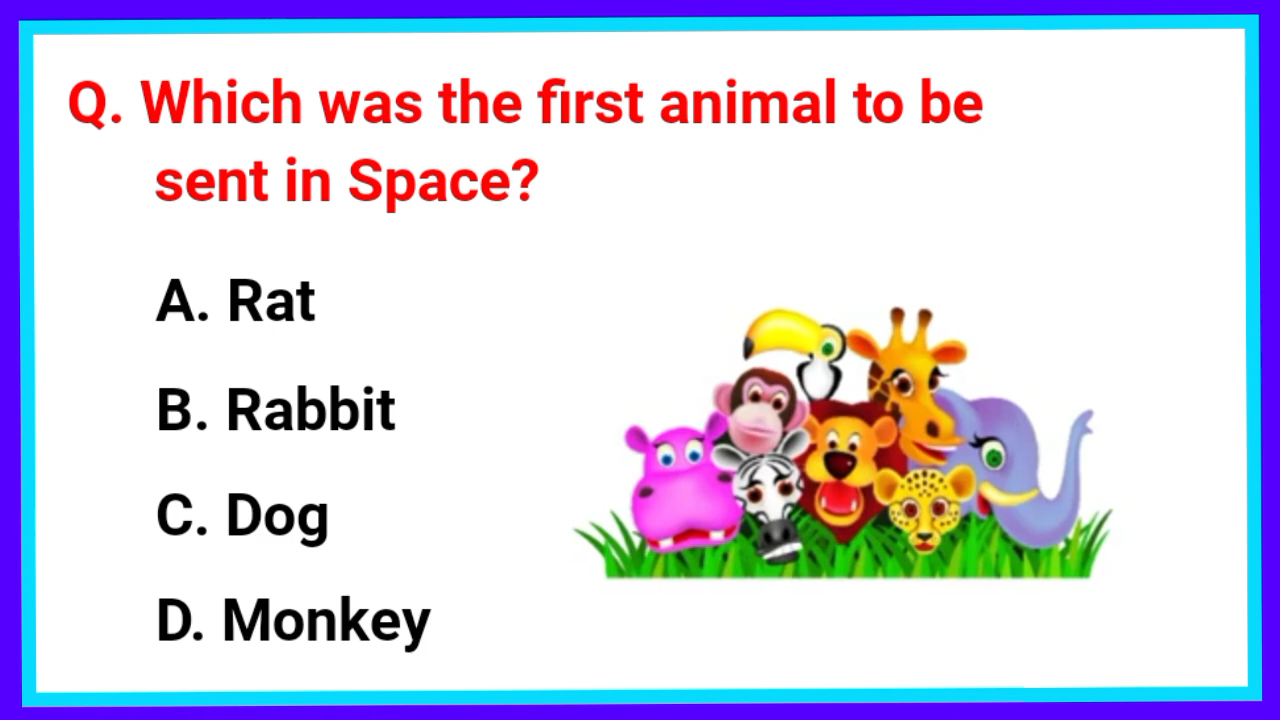 Q. Which was the first animal to be
sent in Space?
A. Rat
B. Rabbit
C. Dog
D. Monkey